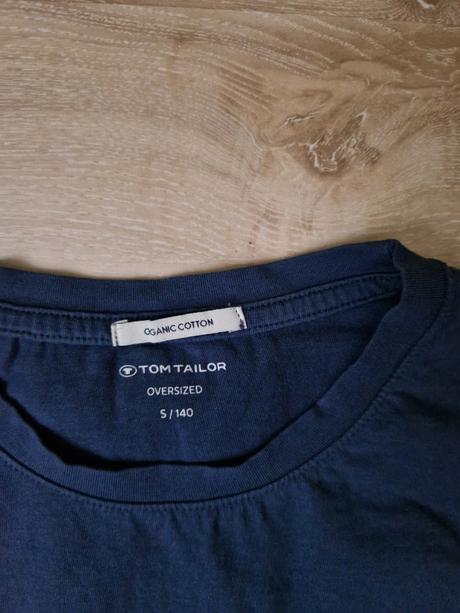 OGANIC COTTON
TOM TAILOR
OVERSIZED
S / 140